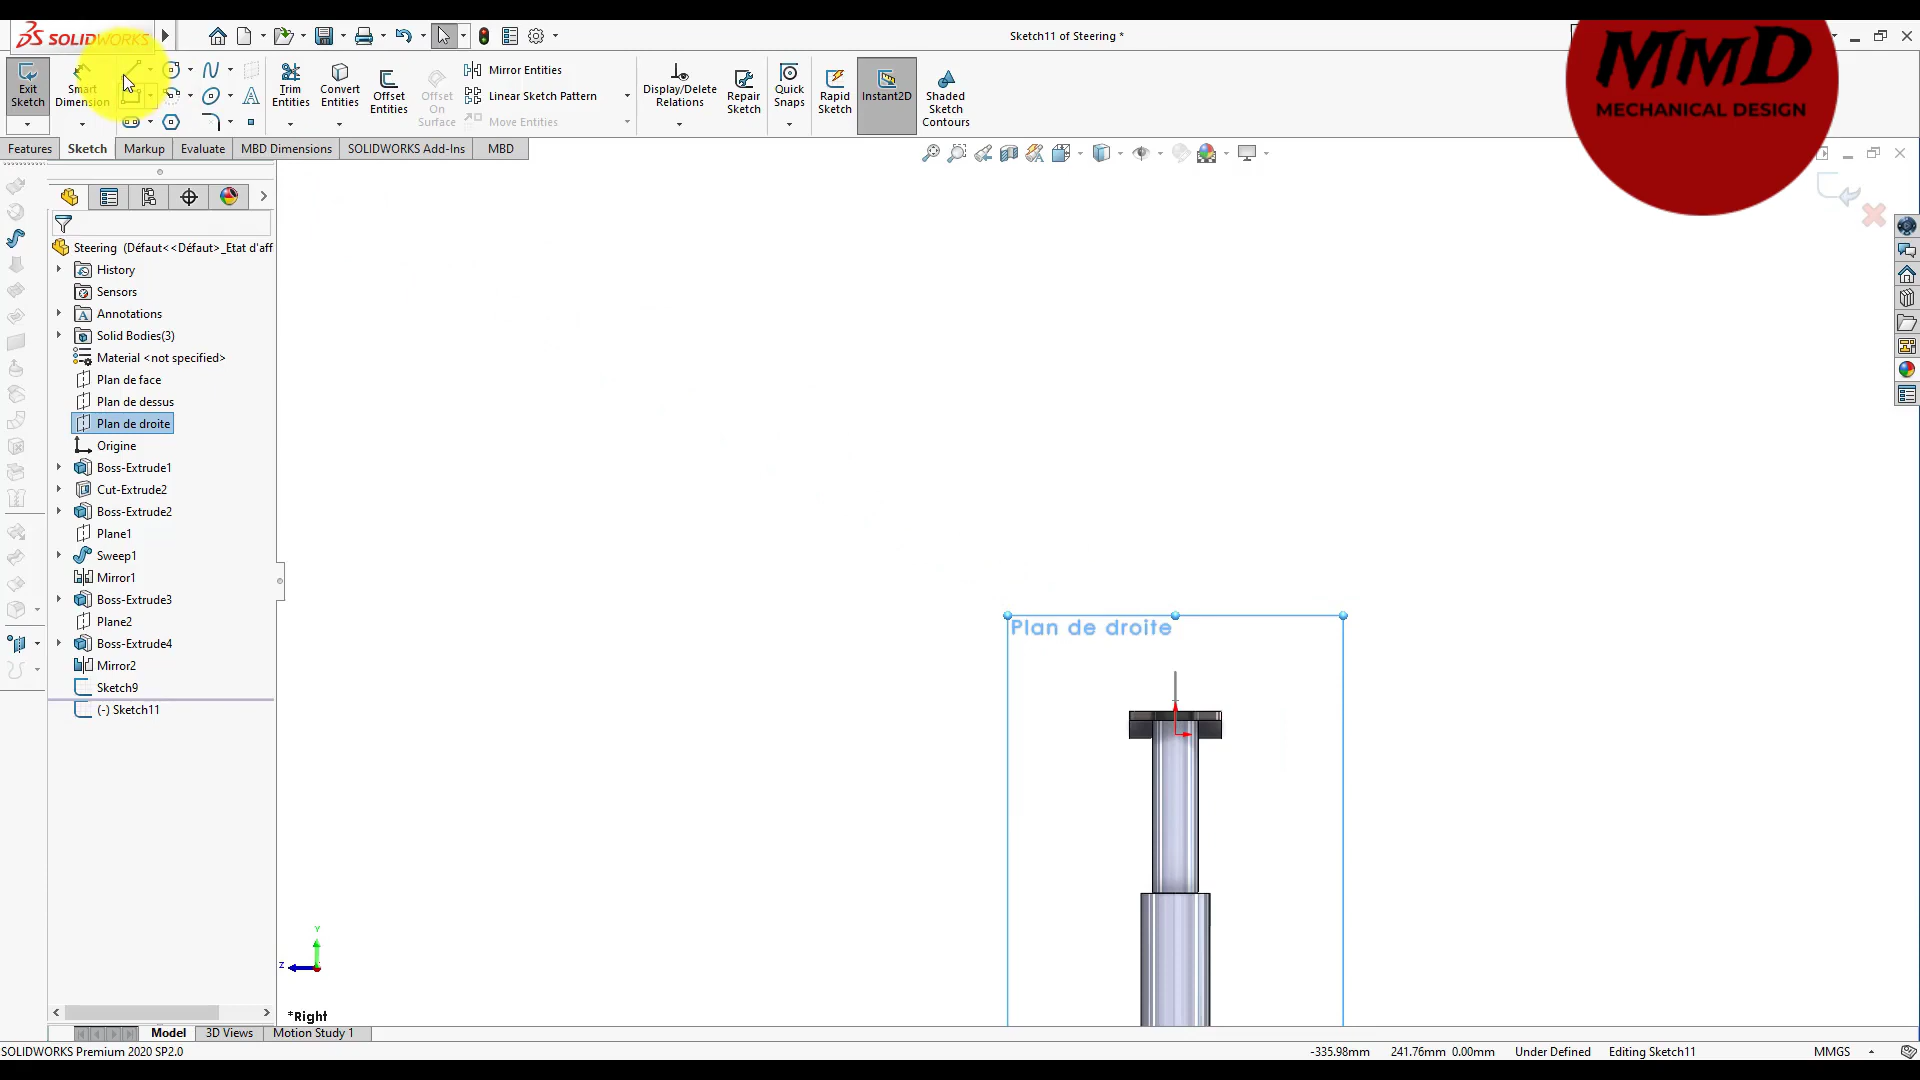 SOLIDWORKS
Sketch11 of Steering *
MMD
MECHANICAL DESIGN
Exit Sketch
Smart Dimension
Trim Entities
Convert Entities
Offset Entities
Offset On Surface
Mirror Entities
Linear Sketch Pattern
Move Entities
Display/Delete Relations
Repair Sketch
Quick Snaps
Rapid Sketch
Instant2D
Shaded Sketch Contours
Features
Sketch
Markup
Evaluate
MBD Dimensions
SOLIDWORKS Add-Ins
MBD
Steering (Défaut<<Défaut>_Etat d'aff
History
Sensors
Annotations
Solid Bodies(3)
Material <not specified>
Plan de face
Plan de dessus
Plan de droite
Origine
Boss-Extrude1
Cut-Extrude2
Boss-Extrude2
Plane1
Sweep1
Mirror1
Boss-Extrude3
Plane2
Boss-Extrude4
Mirror2
Sketch9
(-) Sketch11
Plan de droite
Y
Z
*Right
Model
3D Views
Motion Study 1
SOLIDWORKS Premium 2020 SP2.0
-335.98mm
241.76mm 0.00mm
Under Defined
Editing Sketch11
MMGS